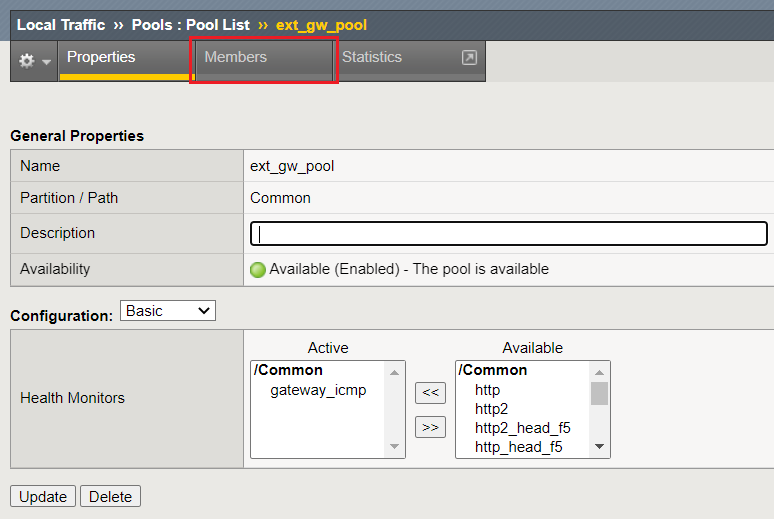 Local Traffic ›› Pools : Pool List ›› ext_gw_pool
Properties Members Statistics
General Properties
Name ext_gw_pool
Partition / Path Common
Description
Availability Available (Enabled) - The pool is available
Configuration: Basic
Active Available
/Common /Common
gateway_icmp << http
http2
Health Monitors >> http2_head_f5
http_head_f5
Update Delete